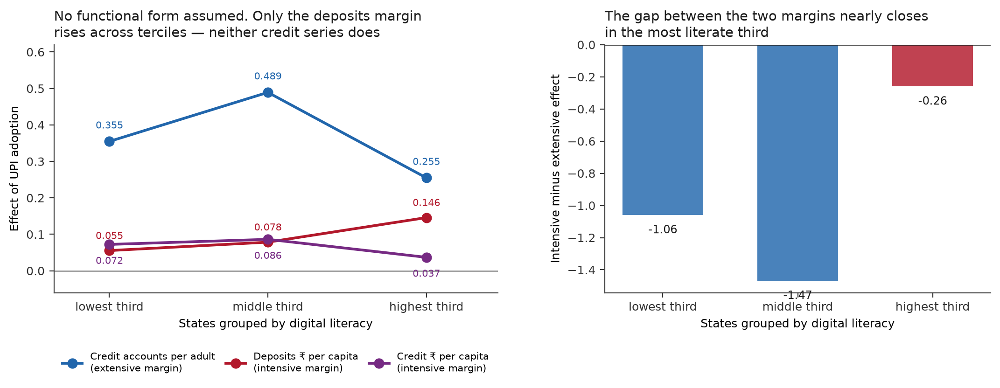 No functional form assumed. Only the deposits margin
rises across terciles — neither credit series does
Effect of UPI adoption
0.6
0.5
0.4
0.3
0.2
0.1
0.0
0.355
0.489
0.255
0.055
0.078
0.146
0.072
0.086
0.037
lowest third
middle third
highest third
States grouped by digital literacy
Credit accounts per adult
(extensive margin)
Deposits ₹ per capita
(intensive margin)
Credit ₹ per capita
(intensive margin)
The gap between the two margins nearly closes
in the most literate third
Intensive minus extensive effect
0.0
−0.2
−0.4
−0.6
−0.8
−1.0
−1.2
−1.4
-1.06
-1.47
-0.26
lowest third
middle third
highest third
States grouped by digital literacy